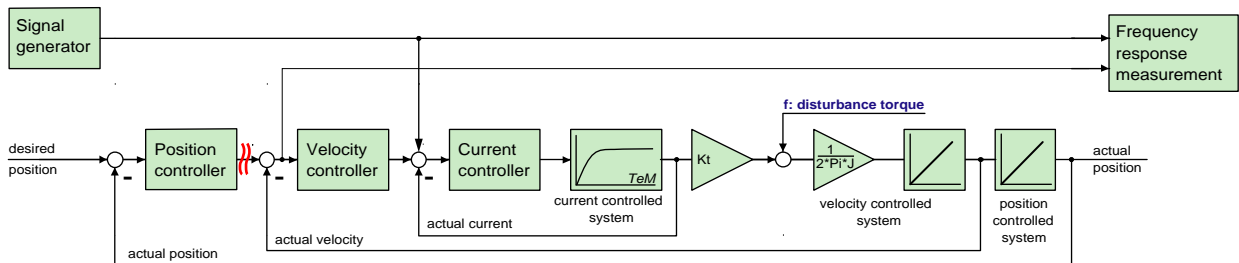 Signal
generator
Frequency
response
measurement
f: disturbance torque
desired
position
-
Position
controller
-
Velocity
controller
-
Current
controller
TeM
current controlled
system
Kt
1
2*Pi*J
velocity controlled
system
position
controlled
system
actual
position
actual current
actual velocity
actual position